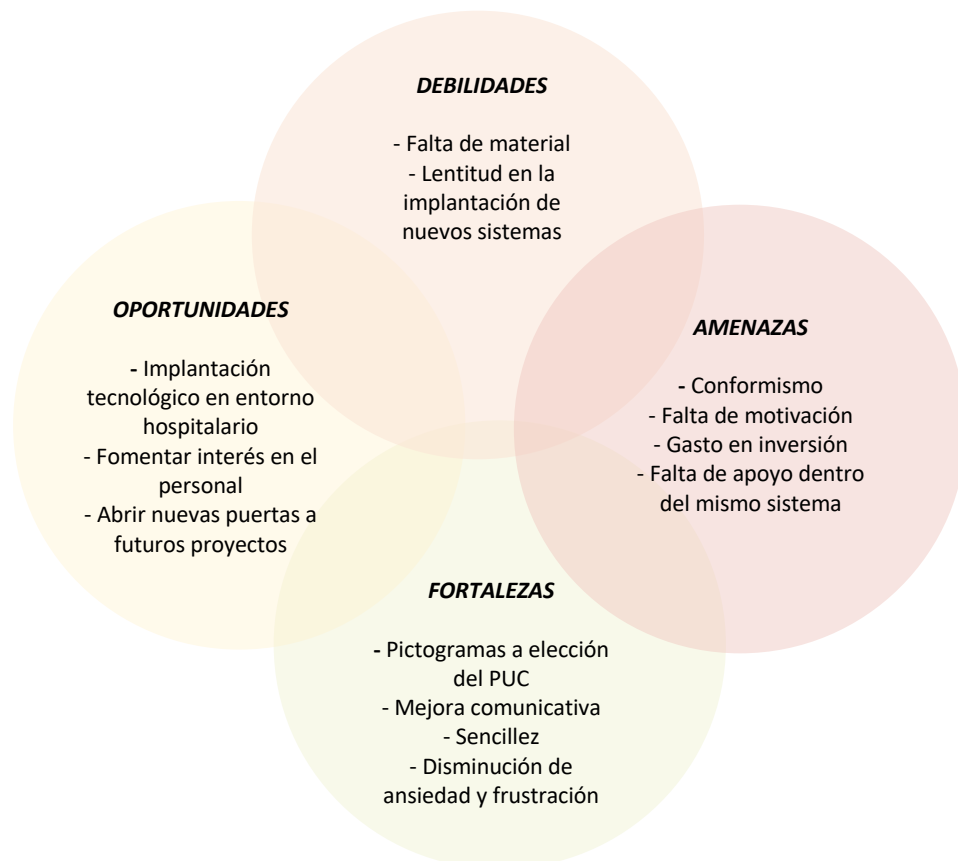 DEBILIDADES
- Falta de material
- Lentitud en la
implantación de
nuevos sistemas
OPORTUNIDADES
- Implantación
tecnológico en entorno
hospitalario
- Fomentar interés en el
personal
- Abrir nuevas puertas a
futuros proyectos
AMENAZAS
- Conformismo
- Falta de motivación
- Gasto en inversión
- Falta de apoyo dentro
del mismo sistema
FORTALEZAS
- Pictogramas a elección
del PUC
- Mejora comunicativa
- Sencillez
- Disminución de
ansiedad y frustración